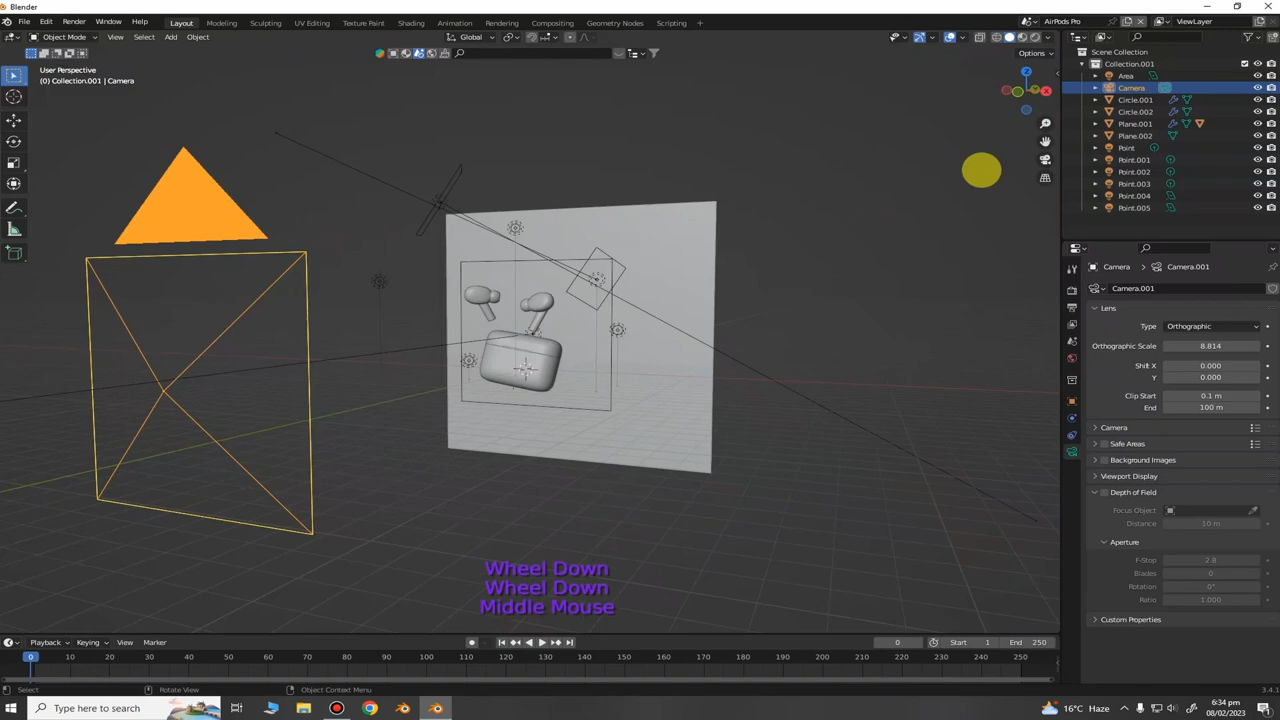 Blender
File Edit Render Window Help Layout Modeling Sculpting UV Editing Texture Paint Shading Animation Rendering Compositing Geometry Nodes Scripting + AirPods Pro ViewLayer
Object Mode View Select Add Object Global
Options
User Perspective
(0) Collection.001 | Camera
Z
Scene Collection
Collection.001
Area
Camera
Circle.001
Circle.002
Plane.001
Plane.002
Point
Point.001
Point.002
Point.003
Point.004
Point.005
Camera Camera.001
Camera.001
Lens
Type Orthographic
Orthographic Scale 8.814
Shift X 0.000
Y 0.000
Clip Start 0.1 m
End 100 m
Camera
Safe Areas
Background Images
Viewport Display
Depth of Field
Focus Object
Distance 10 m
Aperture
F-Stop 2.8
Blades 0
Rotation 0°
Ratio 1.000
Custom Properties
Wheel Down
Wheel Down
Middle Mouse
Playback Keying View Marker 0 Start 1 End 250
0 10 20 30 40 50 60 70 80 90 100 110 120 130 140 150 160 170 180 190 200 210 220 230 240 250
Select Rotate View Object Context Menu 3.4.1
Type here to search 16°C Haze 6:34 pm
08/02/2023